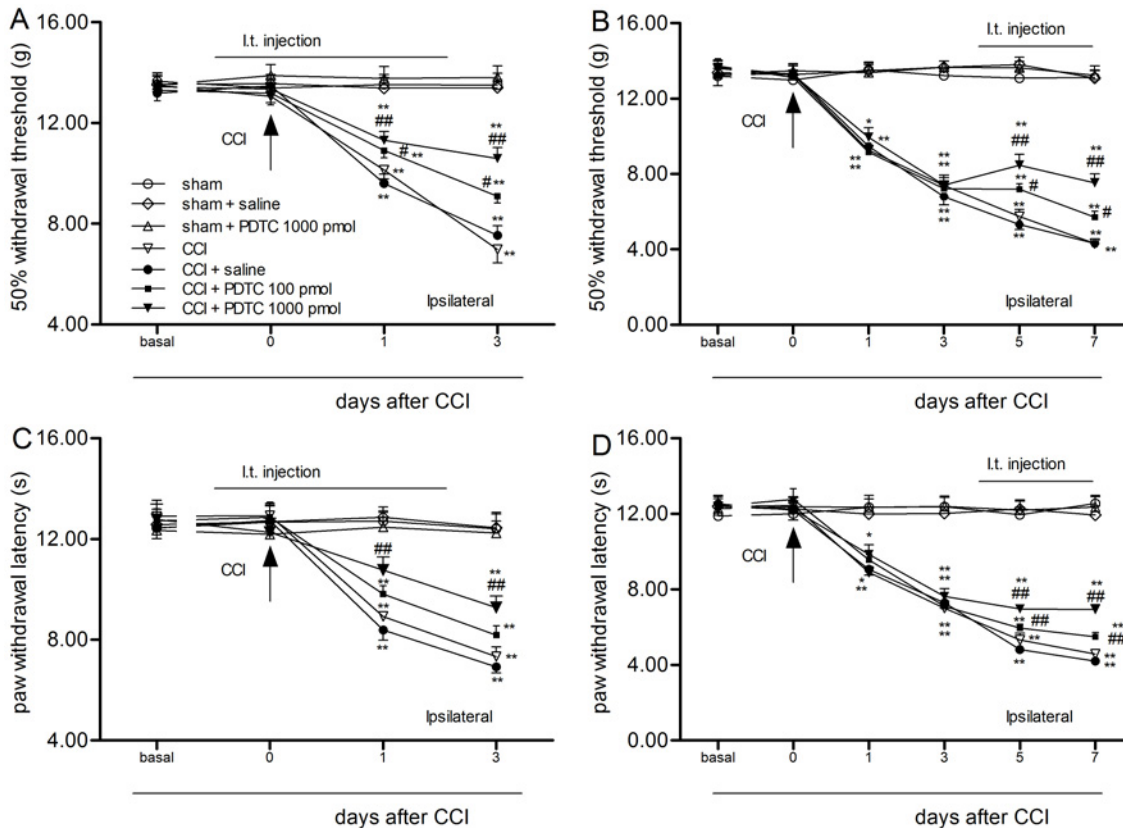 A
16.00
12.00
8.00
4.00
50% withdrawal threshold (g)
I.t. injection
CCI
**
##
#
**
**
**
**
##
#**
**
**
sham
sham + saline
sham + PDTC 1000 pmol
CCI
CCI + saline
CCI + PDTC 100 pmol
CCI + PDTC 1000 pmol
Ipsilateral
basal
0
1
3
days after CCI
B
16.00
12.00
8.00
4.00
0.00
50% withdrawal threshold (g)
I.t. injection
CCI
*
**
**
**
**
**
**
**
**
##
**
#
**
**
**
##
**
#
**
**
Ipsilateral
basal
0
1
3
5
7
days after CCI
C
16.00
12.00
8.00
4.00
paw withdrawal latency (s)
I.t. injection
CCI
##
**
**
**
**
##
**
**
**
Ipsilateral
basal
0
1
3
days after CCI
D
16.00
12.00
8.00
4.00
0.00
paw withdrawal latency (s)
I.t. injection
CCI
*
*
**
**
**
**
**
**
##
**
##
**
**
**
##
**
##
**
**
Ipsilateral
basal
0
1
3
5
7
days after CCI